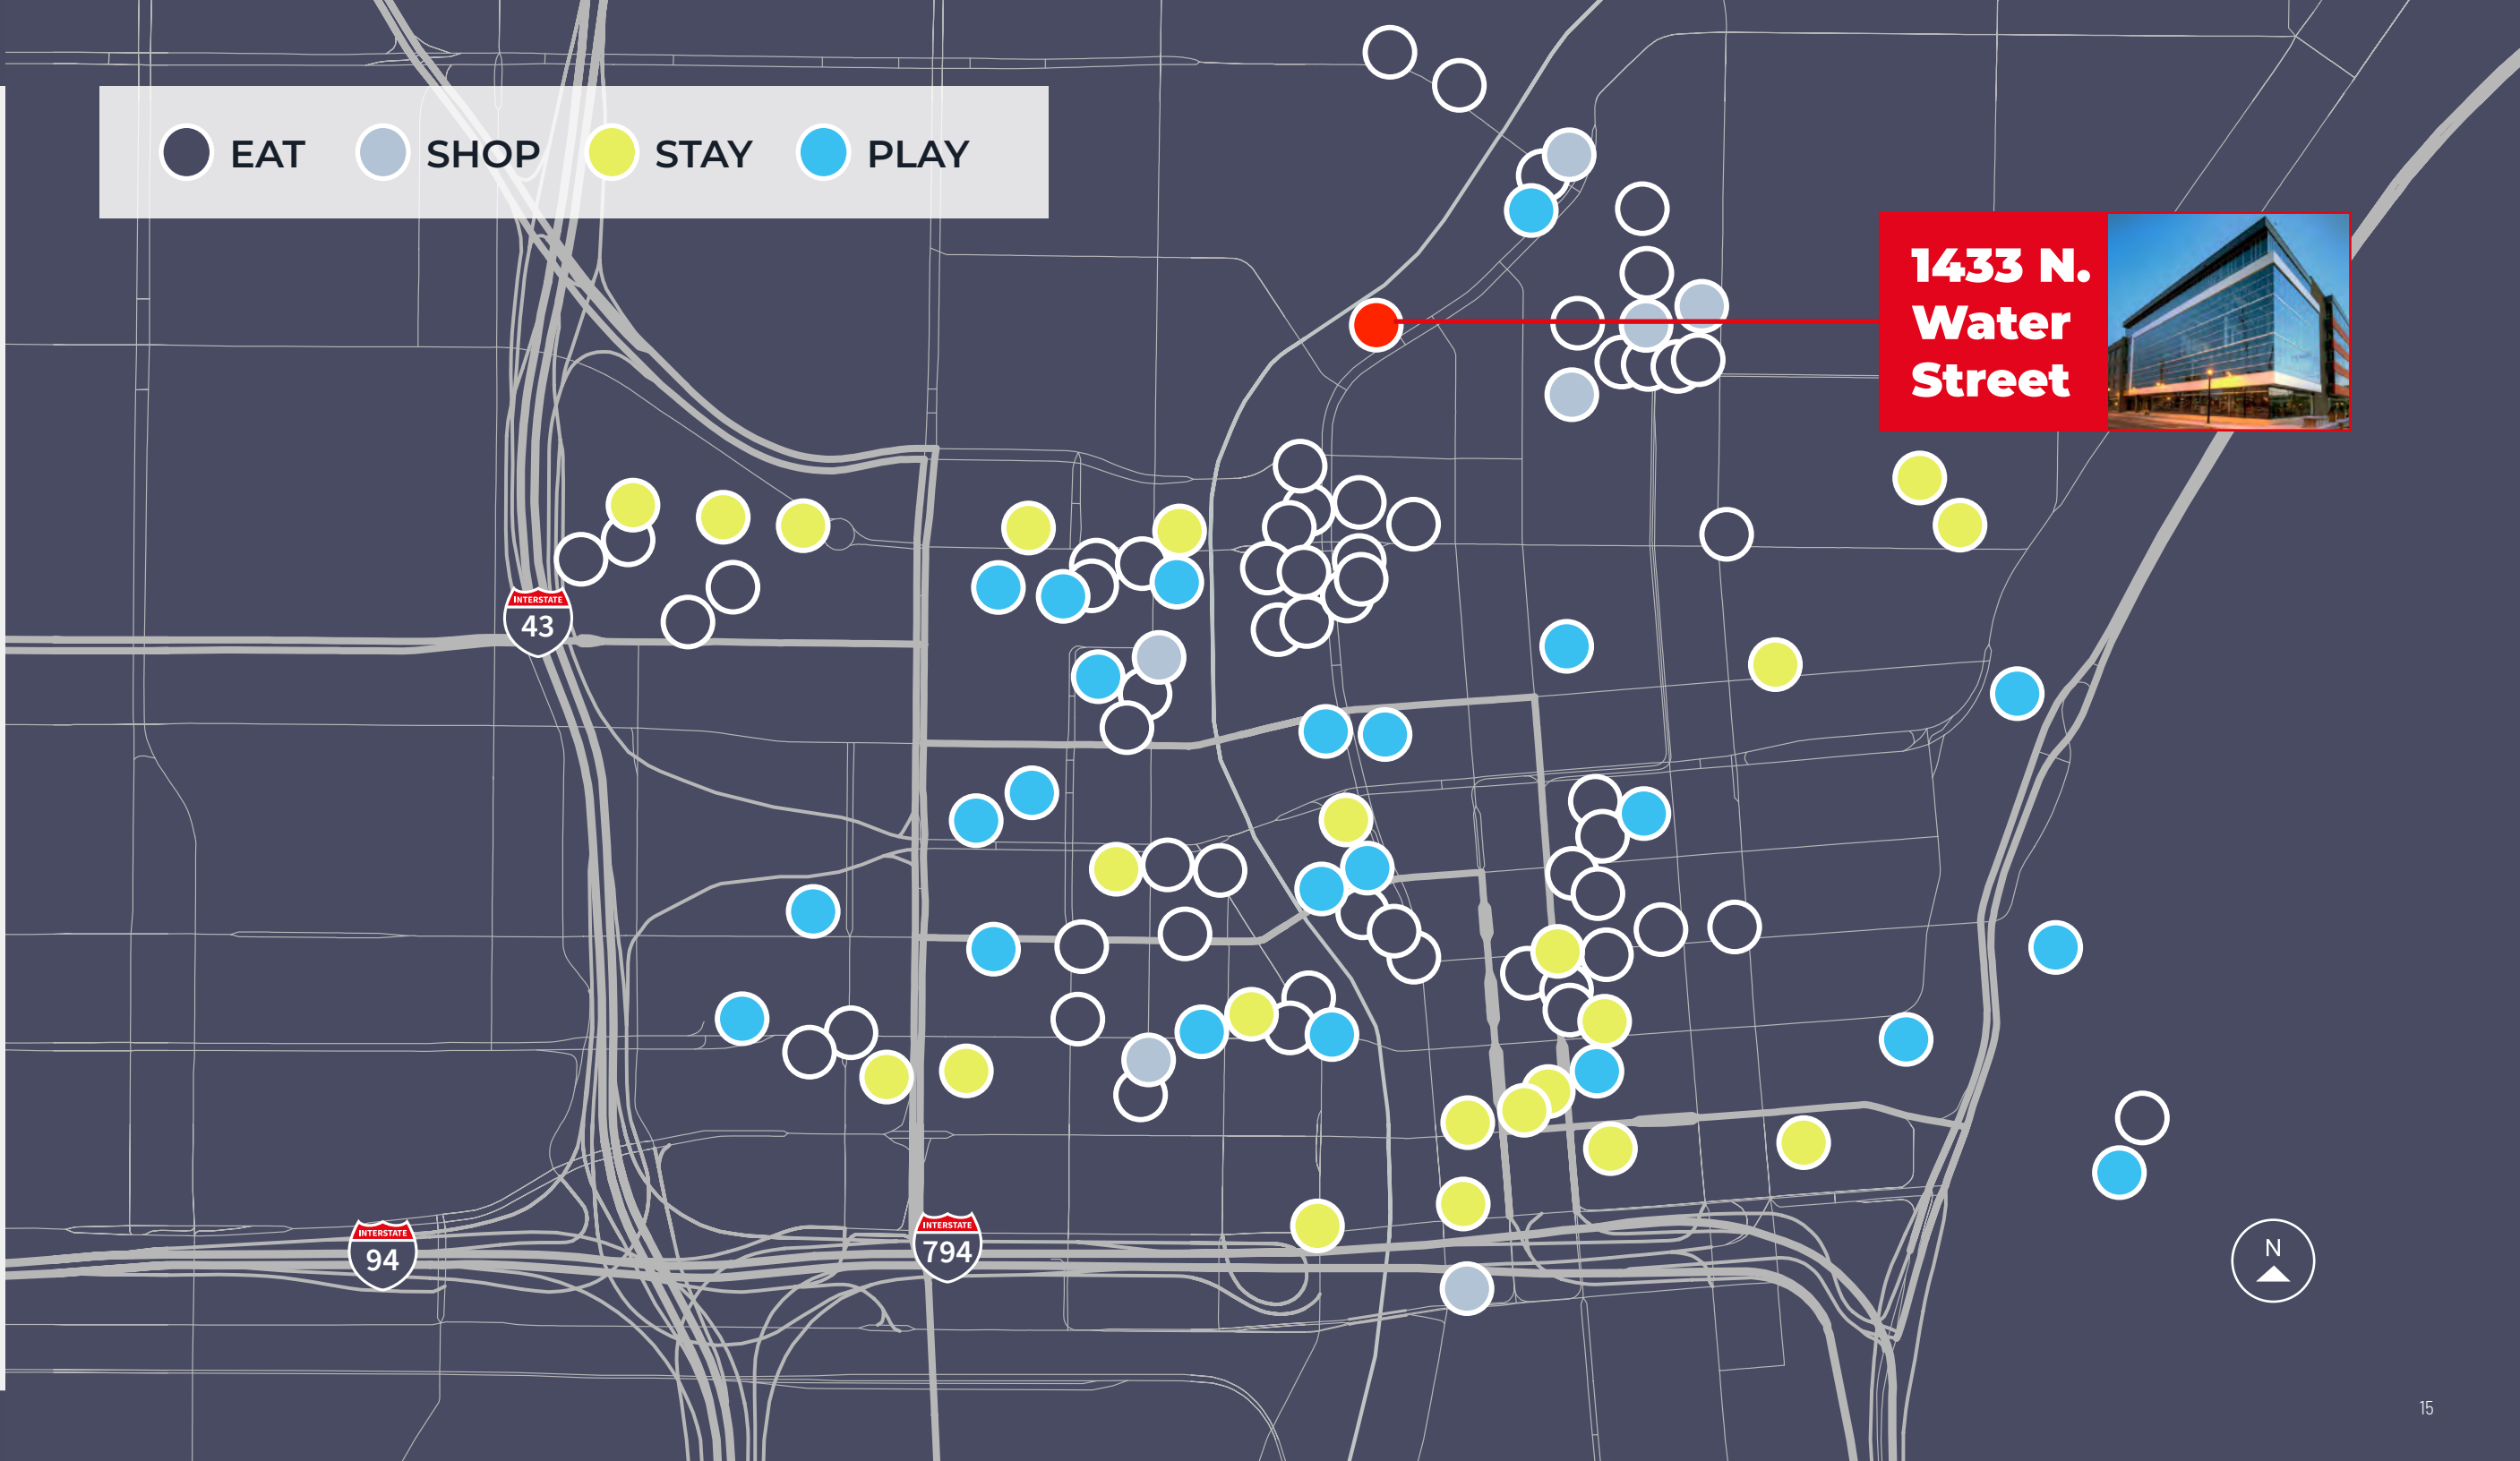 EAT
SHOP
STAY
PLAY
1433 N.
Water
Street
INTERSTATE
43
INTERSTATE
94
INTERSTATE
794
N
15